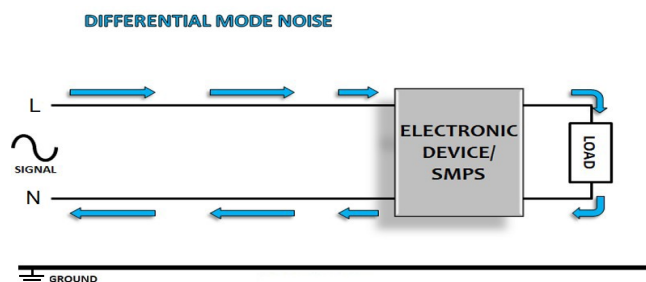 DIFFERENTIAL MODE NOISE
L
ELECTRONIC
DEVICE/
SMPS
LOAD
SIGNAL
N
GROUND